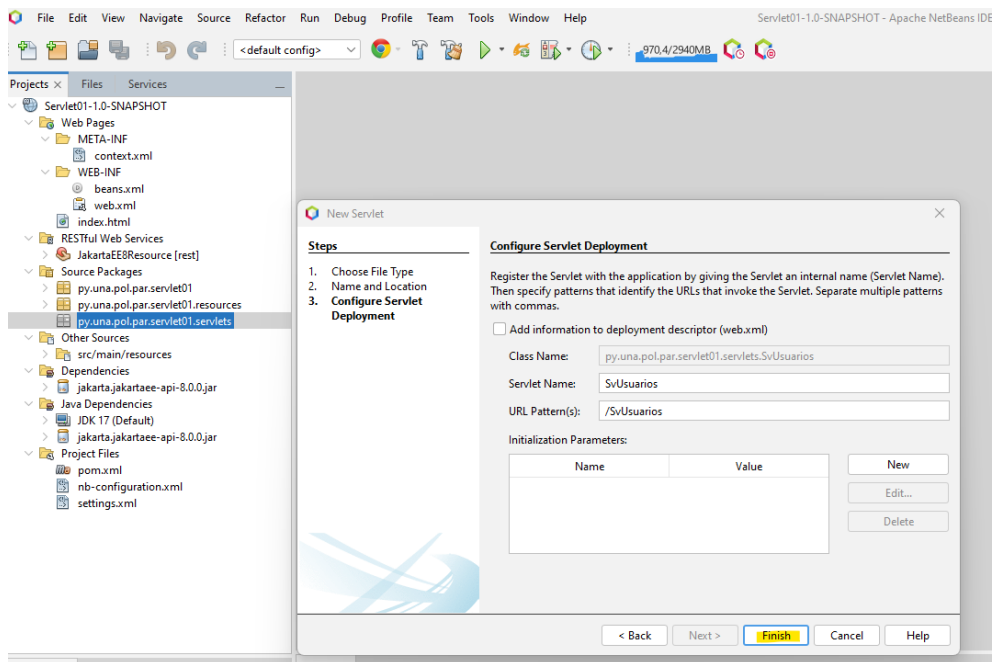 File Edit View Navigate Source Refactor Run Debug Profile Team Tools Window Help
Servlet01-1.0-SNAPSHOT - Apache NetBeans IDE
<default config>
970,4/2940MB
Projects Files Services
Servlet01-1.0-SNAPSHOT
Web Pages
META-INF
context.xml
WEB-INF
beans.xml
web.xml
index.html
RESTful Web Services
JakartaEE8Resource [rest]
Source Packages
py.una.pol.par.servlet01
py.una.pol.par.servlet01.resources
py.una.pol.par.servlet01.servlets
Other Sources
src/main/resources
Dependencies
jakarta.jakartaee-api-8.0.0.jar
Java Dependencies
JDK 17 (Default)
jakarta.jakartaee-api-8.0.0.jar
Project Files
pom.xml
nb-configuration.xml
settings.xml
New Servlet
Steps
1. Choose File Type
2. Name and Location
3. Configure Servlet
Deployment
Configure Servlet Deployment
Register the Servlet with the application by giving the Servlet an internal name (Servlet Name).
Then specify patterns that identify the URLs that invoke the Servlet. Separate multiple patterns
with commas.
Add information to deployment descriptor (web.xml)
Class Name: py.una.pol.par.servlet01.servlets.SvUsuarios
Servlet Name: SvUsuarios
URL Pattern(s): /SvUsuarios
Initialization Parameters:
Name Value
New
Edit...
Delete
< Back Next > Finish Cancel Help